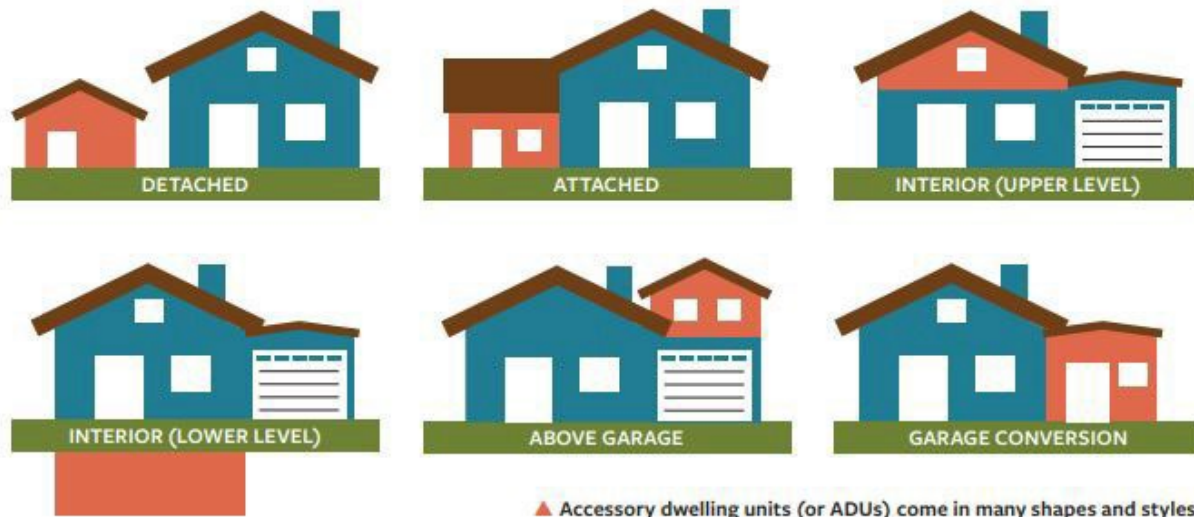 DETACHED
ATTACHED
INTERIOR (UPPER LEVEL)
INTERIOR (LOWER LEVEL)
ABOVE GARAGE
GARAGE CONVERSION
▲ Accessory dwelling units (or ADUs) come in many shapes and styles